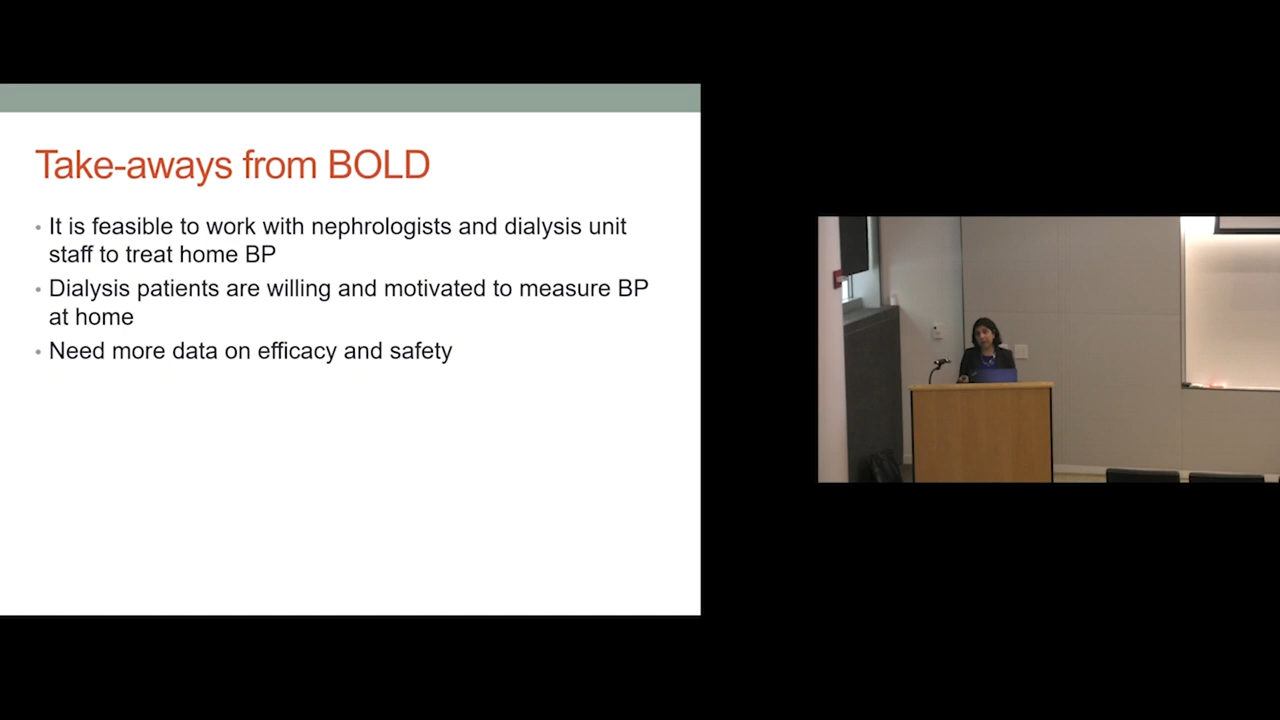 Take-aways from BOLD
• It is feasible to work with nephrologists and dialysis unit
staff to treat home BP
• Dialysis patients are willing and motivated to measure BP
at home
• Need more data on efficacy and safety